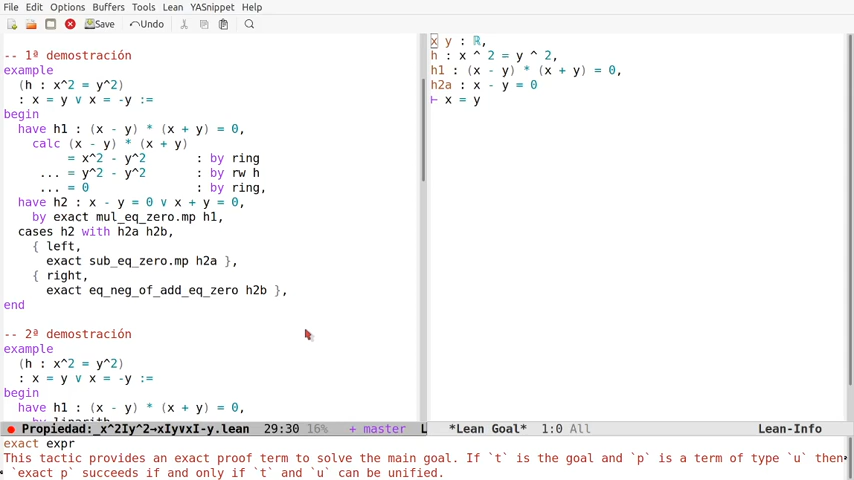 File Edit Options Buffers Tools Lean YASnippet Help
Save Undo
-- 1ª demostración
example
(h : x^2 = y^2)
: x = y ∨ x = -y :=
begin
have h1 : (x - y) * (x + y) = 0,
calc (x - y) * (x + y)
= x^2 - y^2 : by ring
... = y^2 - y^2 : by rw h
... = 0 : by ring,
have h2 : x - y = 0 ∨ x + y = 0,
by exact mul_eq_zero.mp h1,
cases h2 with h2a h2b,
{ left,
exact sub_eq_zero.mp h2a },
{ right,
exact eq_neg_of_add_eq_zero h2b },
end
-- 2ª demostración
example
(h : x^2 = y^2)
: x = y ∨ x = -y :=
begin
have h1 : (x - y) * (x + y) = 0,
by linarith
Propiedad:_x^2Iy^2→xIy∨xI-y.lean 29:30 16% + master L
x y : ℝ,
h : x ^ 2 = y ^ 2,
h1 : (x - y) * (x + y) = 0,
h2a : x - y = 0
⊢ x = y
*Lean Goal* 1:0 All Lean-Info
exact expr
This tactic provides an exact proof term to solve the main goal. If `t` is the goal and `p` is a term of type `u` then
`exact p` succeeds if and only if `t` and `u` can be unified.